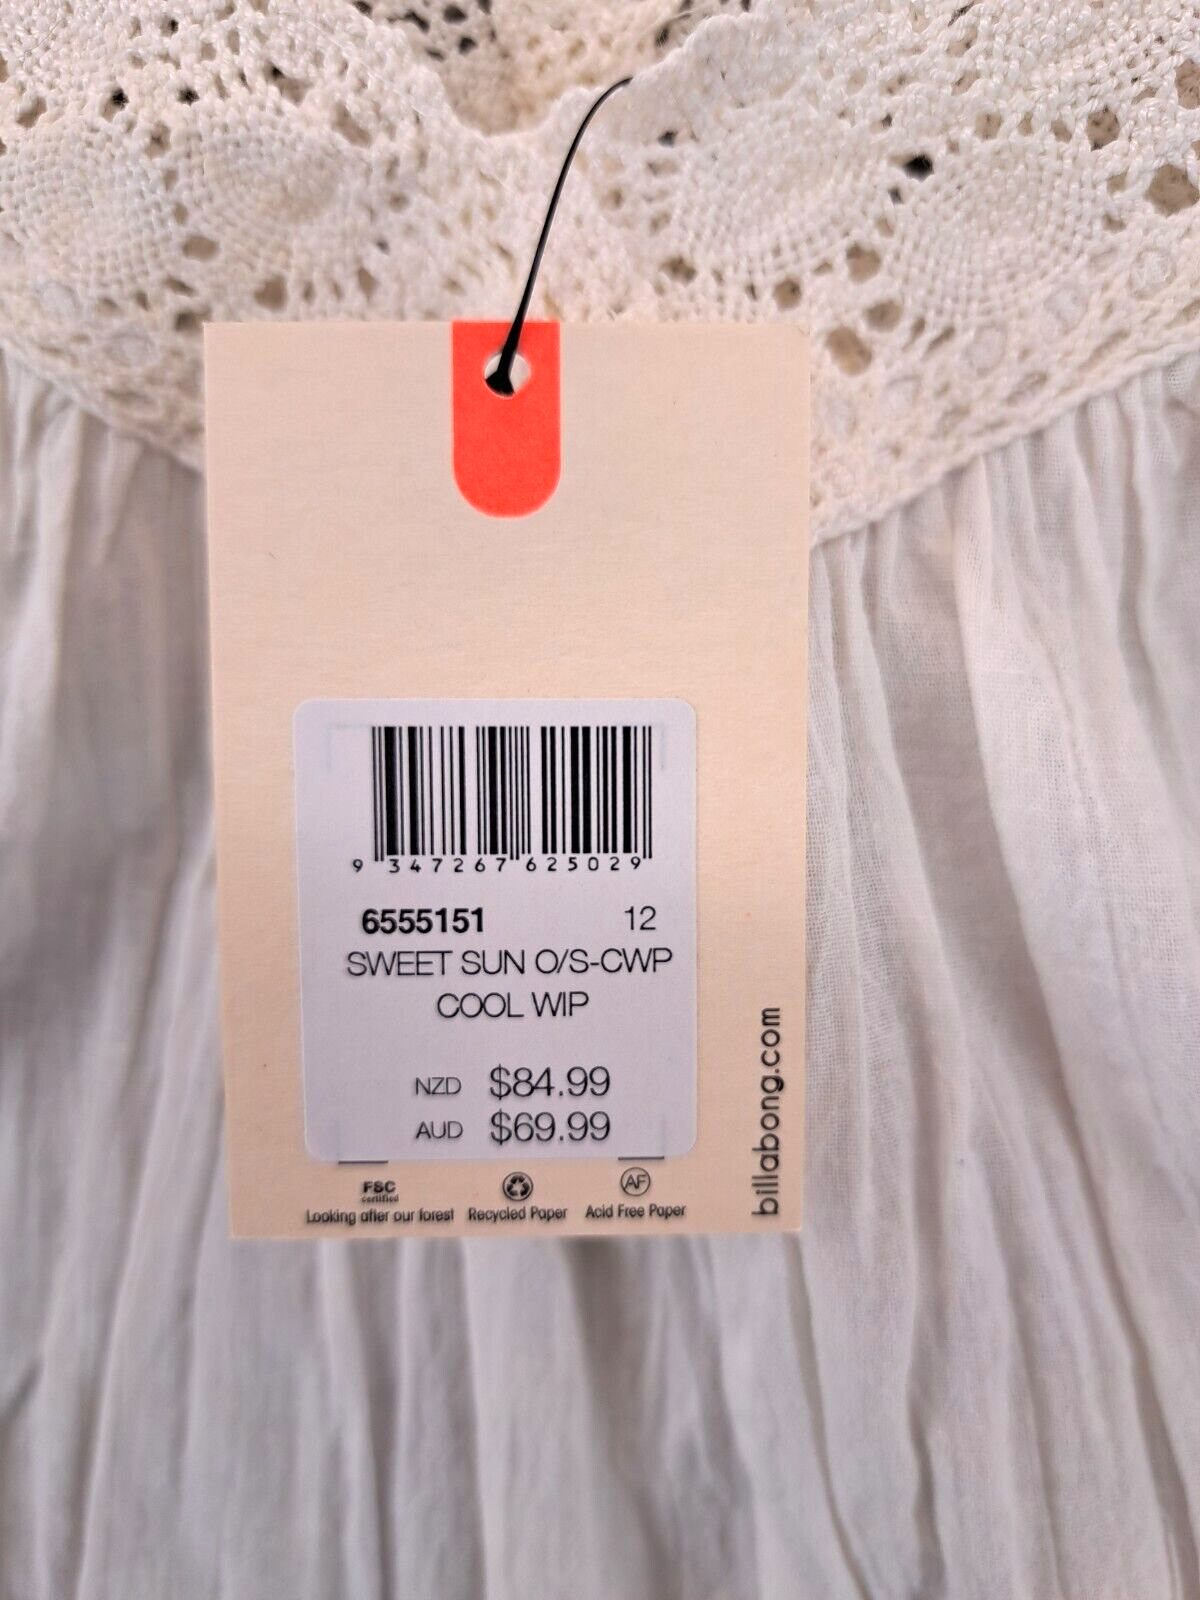 9 347267 625029
6555151 12
SWEET SUN O/S-CWP
COOL WIP
NZD $84.99
AUD $69.99
FSC
certified
Looking after our forest
Recycled Paper
AF
Acid Free Paper
billabong.com